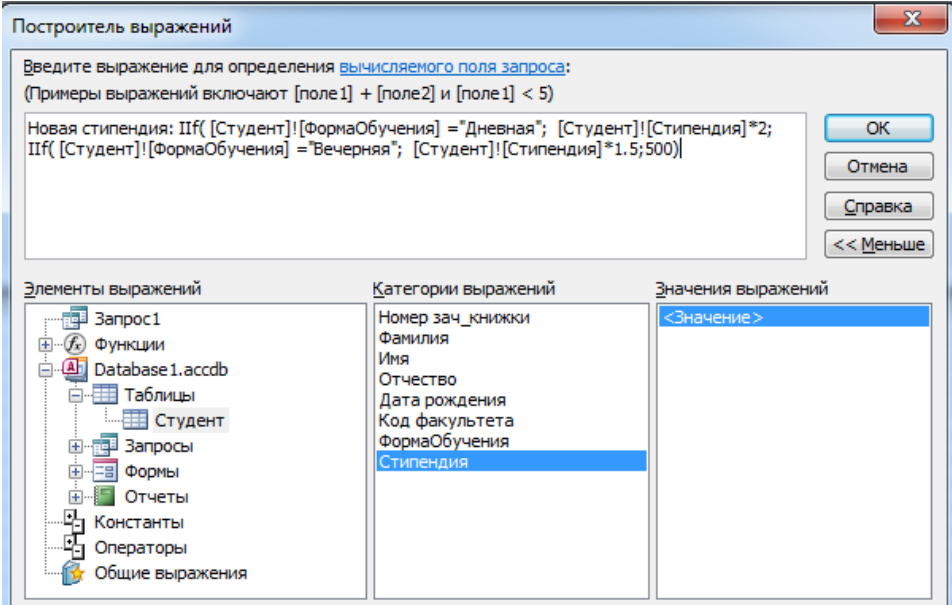 Построитель выражений
Введите выражение для определения вычисляемого поля запроса:
(Примеры выражений включают [поле1] + [поле2] и [поле1] < 5)
Новая стипендия: IIf( [Студент]![ФормаОбучения] ="Дневная"; [Студент]![Стипендия]*2;
IIf( [Студент]![ФормаОбучения] ="Вечерняя"; [Студент]![Стипендия]*1.5;500)
ОК
Отмена
Справка
<< Меньше
Элементы выражений
Запрос1
Функции
Database1.accdb
Таблицы
Студент
Запросы
Формы
Отчеты
Константы
Операторы
Общие выражения
Категории выражений
Номер зач_книжки
Фамилия
Имя
Отчество
Дата рождения
Код факультета
ФормаОбучения
Стипендия
Значения выражений
<Значение>